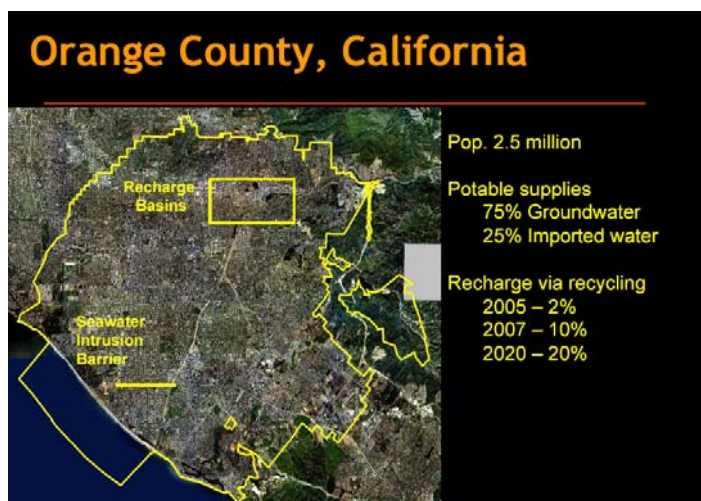 Orange County, California
Recharge
Basins
Seawater
Intrusion
Barrier
Pop. 2.5 million
Potable supplies
75% Groundwater
25% Imported water
Recharge via recycling
2005 – 2%
2007 – 10%
2020 – 20%